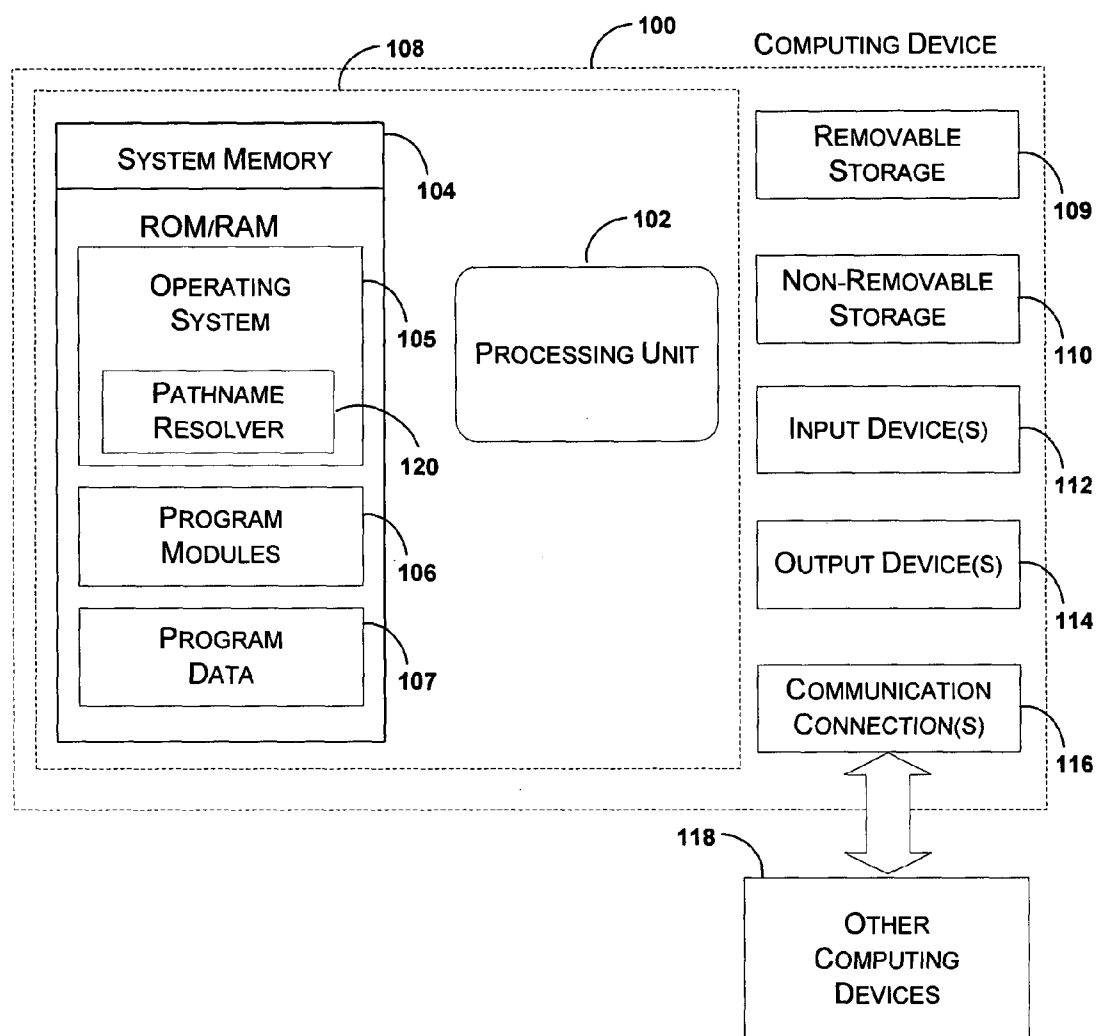 100
COMPUTING DEVICE
108
SYSTEM MEMORY
104
ROM/RAM
OPERATING
SYSTEM
105
PATHNAME
RESOLVER
120
PROGRAM
MODULES
106
PROGRAM
DATA
107
102
PROCESSING UNIT
REMOVABLE
STORAGE
109
NON-REMOVABLE
STORAGE
110
INPUT DEVICE(S)
112
OUTPUT DEVICE(S)
114
COMMUNICATION
CONNECTION(S)
116
118
OTHER
COMPUTING
DEVICES